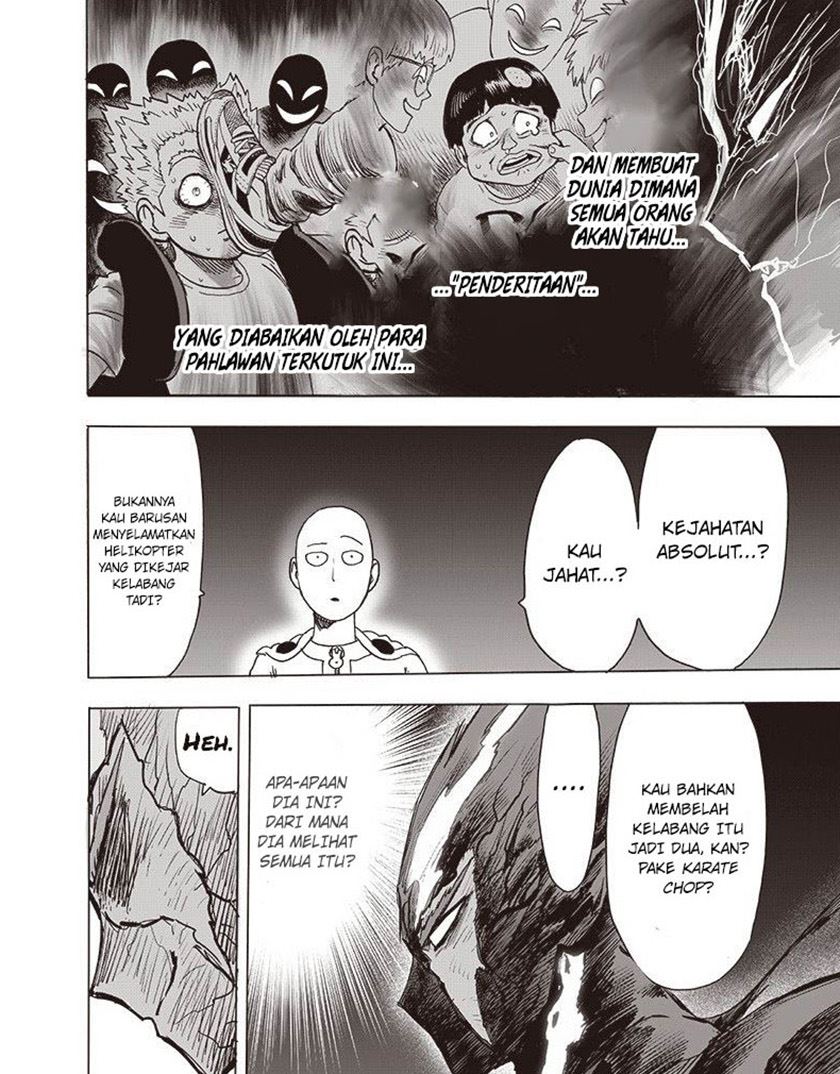 DAN MEMBUAT
DUNIA DIMANA
SEMUA ORANG
AKAN TAHU...
..."PENDERITAAN"...
YANG DIABAIKAN OLEH PARA
PAHLAWAN TERKUTUK INI...
KEJAHATAN
ABSOLUT...?
KAU
JAHAT...?
BUKANNYA
KAU BARUSAN
MENYELAMATKAN
HELIKOPTER
YANG DIKEJAR
KELABANG
TADI?
KAU BAHKAN
MEMBELAH
KELABANG ITU
JADI DUA, KAN?
PAKE KARATE
CHOP?
....
APA-APAAN
DIA INI?
DARI MANA
DIA MELIHAT
SEMUA ITU?
HEH.